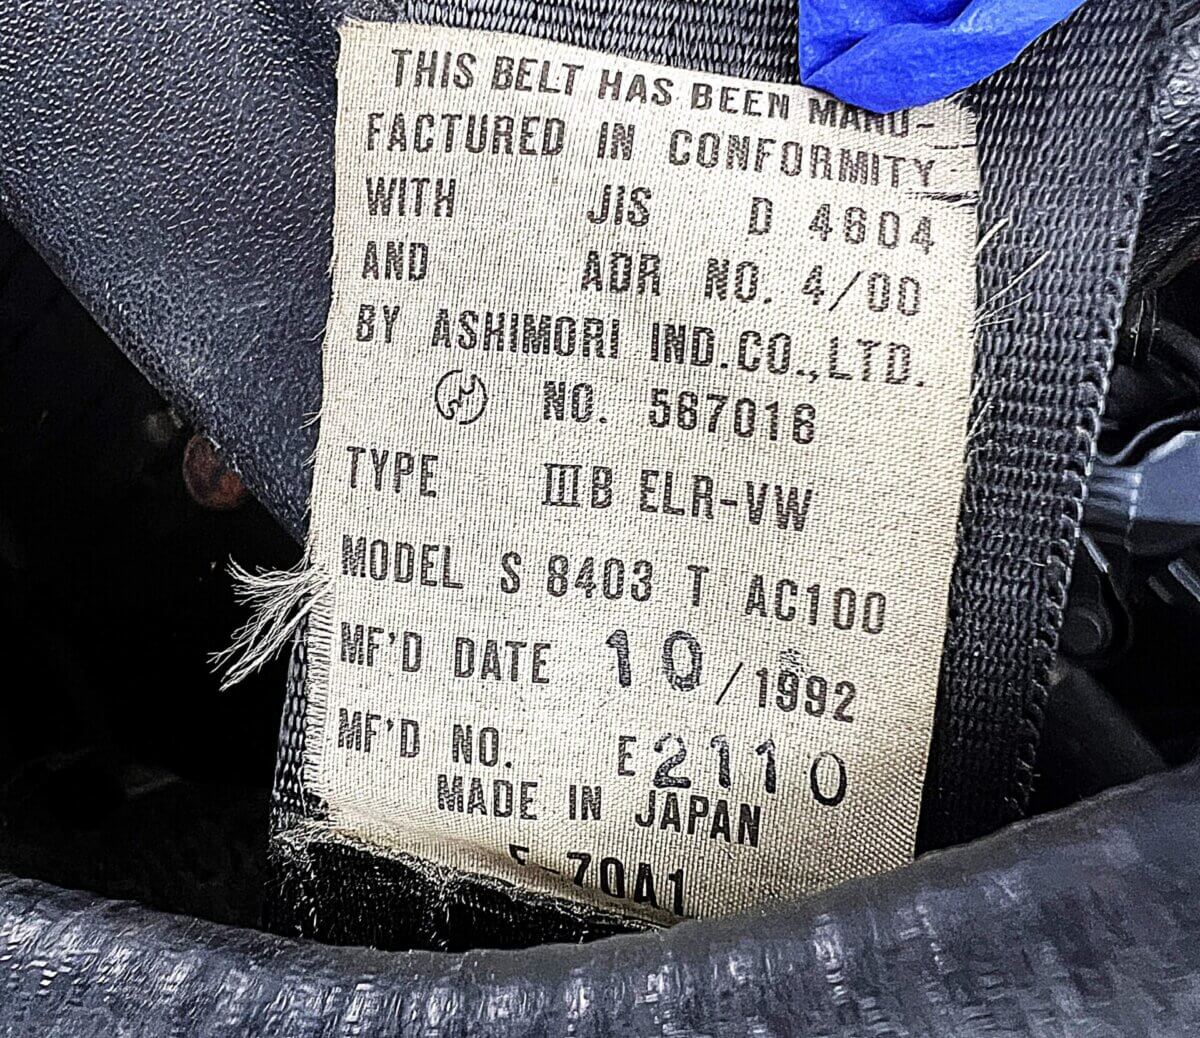 THIS BELT HAS BEEN MANU-
FACTURED IN CONFORMITY
WITH JIS D 4604
AND ADR NO. 4/00
BY ASHIMORI IND.CO.,LTD.
NO. 567016
TYPE ⅢB ELR-VW
MODEL S 8403 T AC100
MF'D DATE 10/1992
MF'D NO. E2110
MADE IN JAPAN
70A1